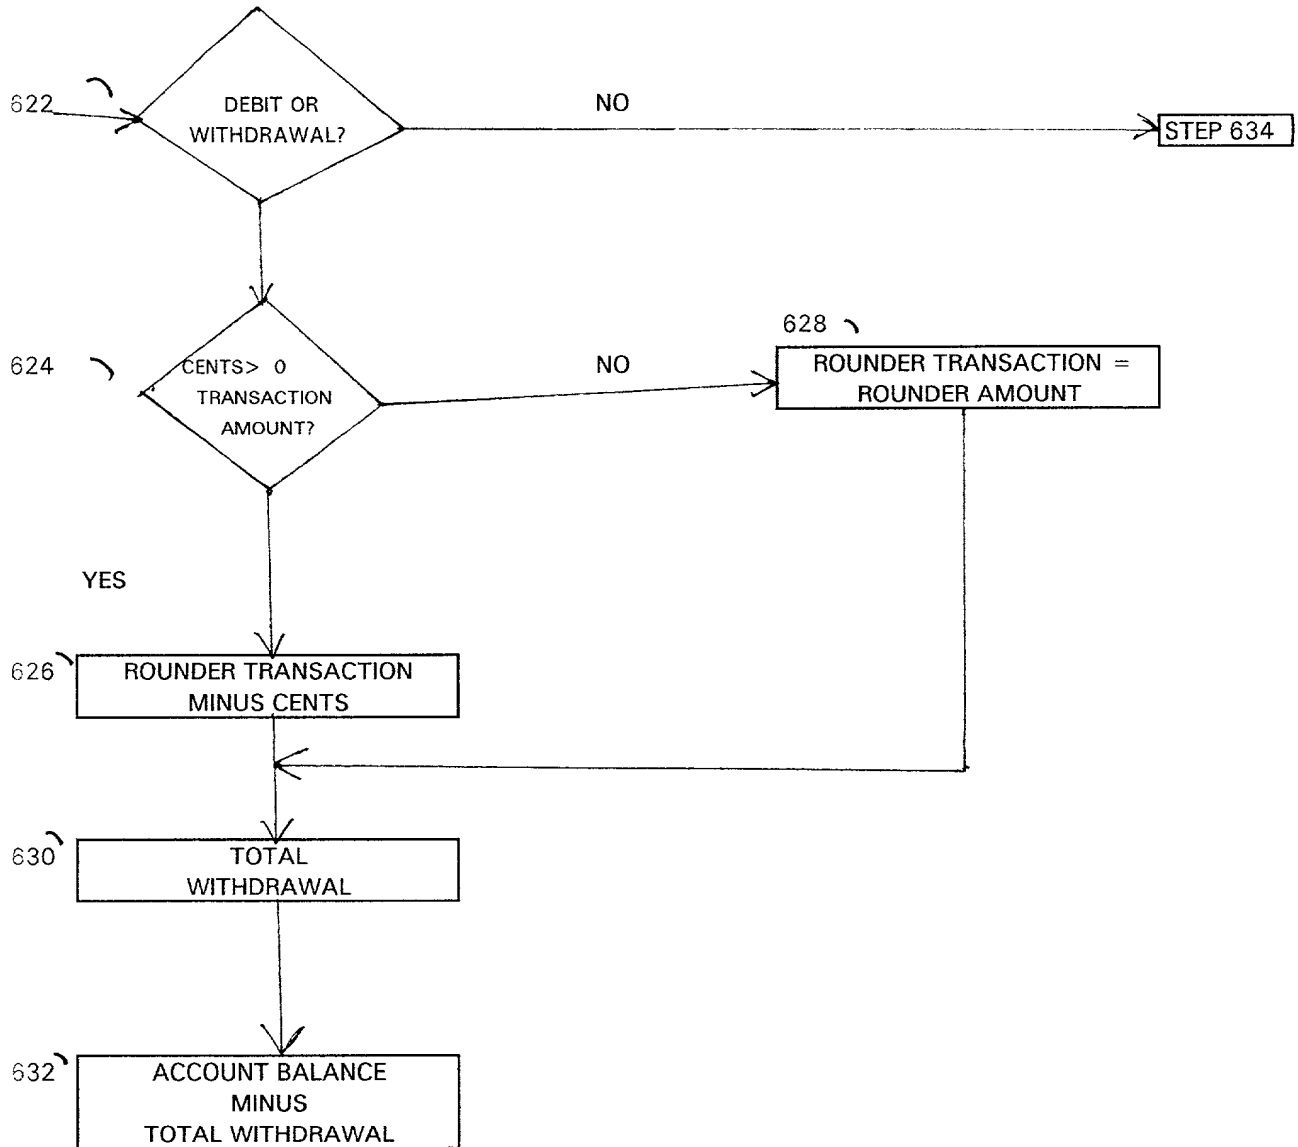 622
DEBIT OR
WITHDRAWAL?
NO
STEP 634
624
CENTS> 0
TRANSACTION
AMOUNT?
NO
628
ROUNDER TRANSACTION =
ROUNDER AMOUNT
YES
626
ROUNDER TRANSACTION
MINUS CENTS
630
TOTAL
WITHDRAWAL
632
ACCOUNT BALANCE
MINUS
TOTAL WITHDRAWAL